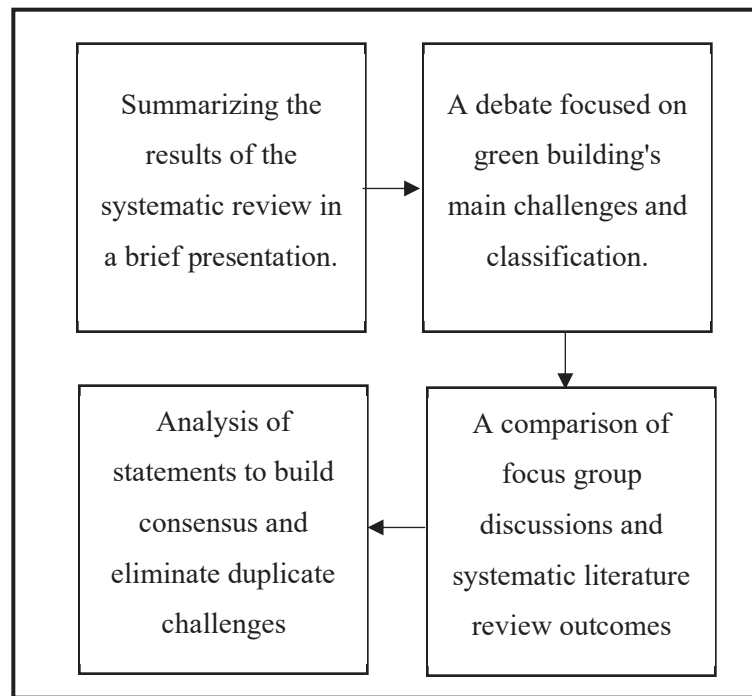 Summarizing the
results of the
systematic review in
a brief presentation.
A debate focused on
green building's
main challenges and
classification.
A comparison of
focus group
discussions and
systematic literature
review outcomes
Analysis of
statements to build
consensus and
eliminate duplicate
challenges